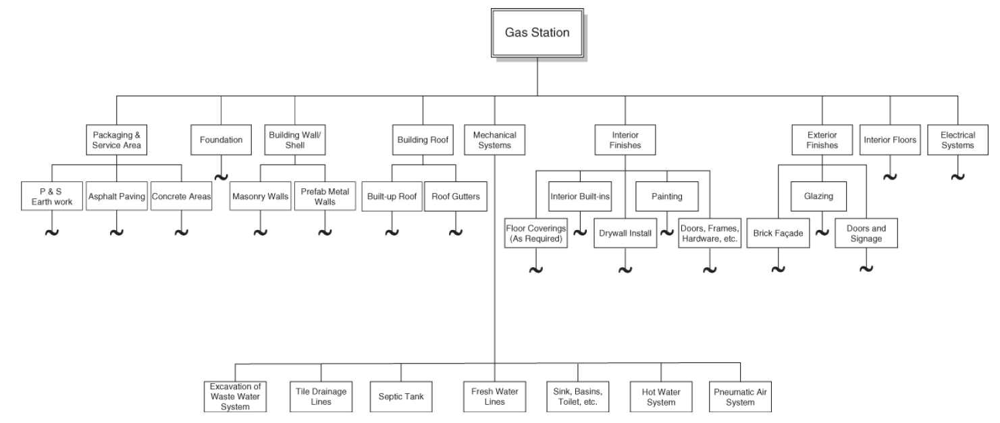 Gas Station
Packaging &
Service Area
Foundation
Building Wall/
Shell
Building Roof
Mechanical
Systems
Interior
Finishes
Exterior
Finishes
Interior Floors
Electrical
Systems
P & S
Earth work
Asphalt Paving
Concrete Areas
Masonry Walls
Prefab Metal
Walls
Built-up Roof
Roof Gutters
Interior Built-ins
Painting
Glazing
Floor Coverings
(As Required)
Drywall Install
Doors, Frames,
Hardware, etc.
Brick Façade
Doors and
Signage
Excavation of
Waste Water
System
Tile Drainage
Lines
Septic Tank
Fresh Water
Lines
Sink, Basins,
Toilet, etc.
Hot Water
System
Pneumatic Air
System